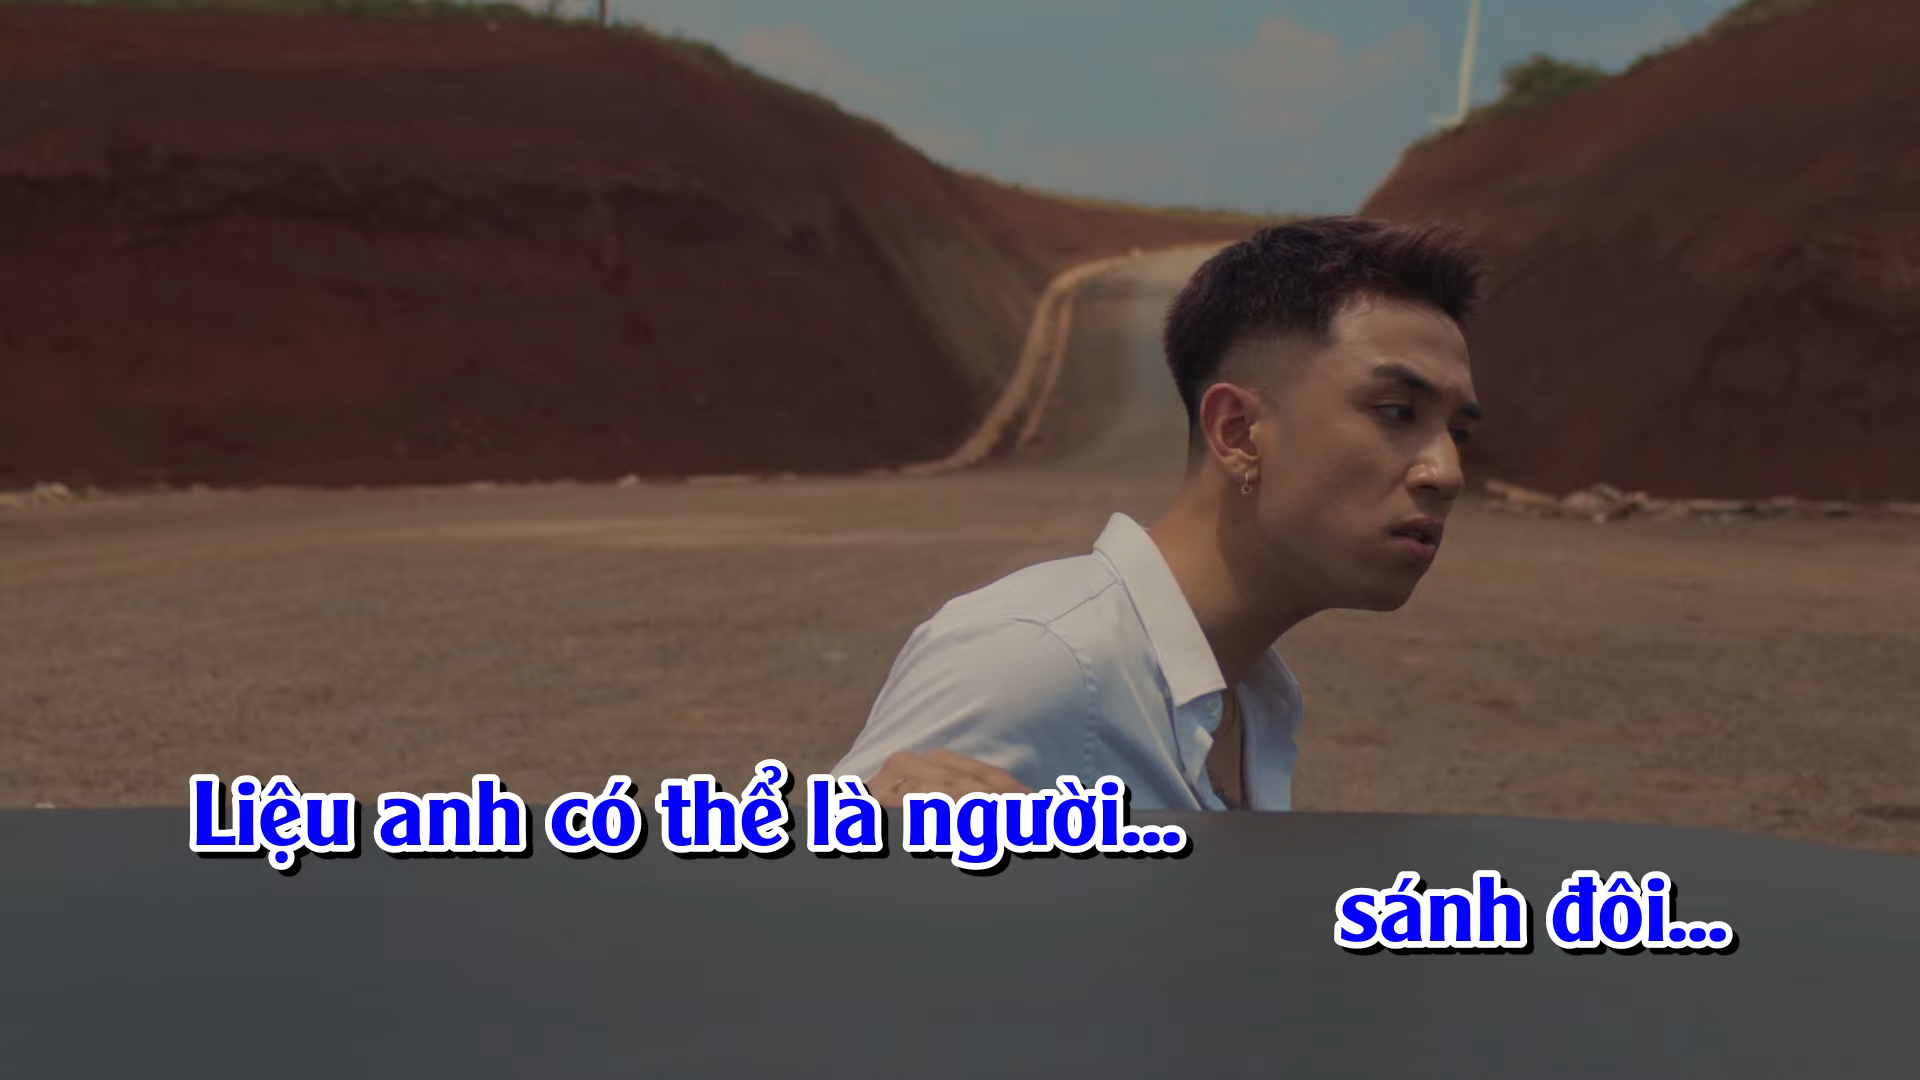 Liệu anh có thể là người...
sánh đôi...